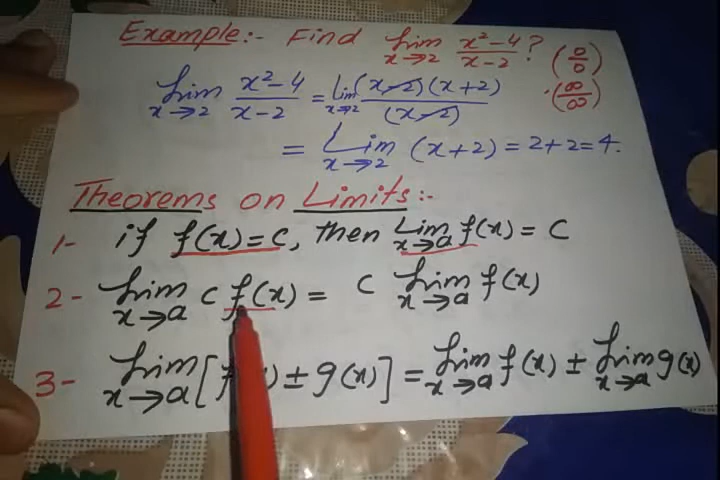 Example:- Find Lim x→2 x²-4/x-2 ? (0/0)
·(∞/∞)
Lim x→2 x²-4/x-2 = Lim x→2 (x-2)(x+2)/(x-2)
= Lim x→2 (x+2) = 2+2=4.
Theorems on Limits:-
1- if f(x)=c, then Lim x→a f(x) = C
2- Lim x→a c f(x) = C Lim x→a f(x)
3- Lim x→a [f(x) ± g(x)] = Lim x→a f(x) ± Lim x→a g(x)